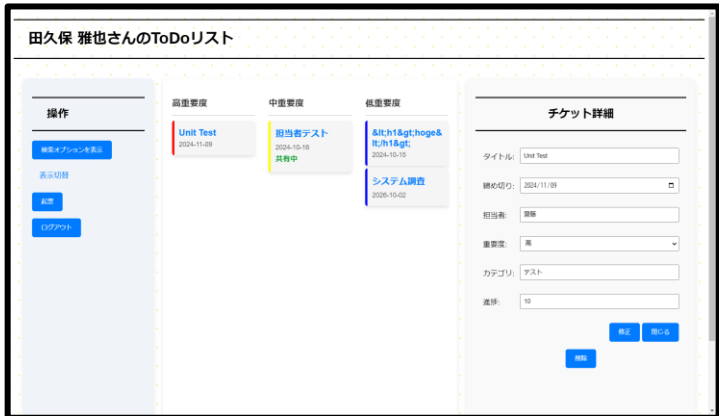 田久保 雅也さんのToDoリスト
操作
検索オプションを表示
表示切替
起票
ログアウト
高重要度
Unit Test
2024-11-09
中重要度
担当者テスト
2024-10-16
共有中
低重要度
&lt;h1&gt;hoge&
lt;/h1&gt;
2024-10-15
システム調査
2026-10-02
チケット詳細
タイトル: Unit Test
締め切り: 2024/11/09
担当者: 齋藤
重要度: 高
カテゴリ: テスト
進捗: 10
修正 閉じる
削除